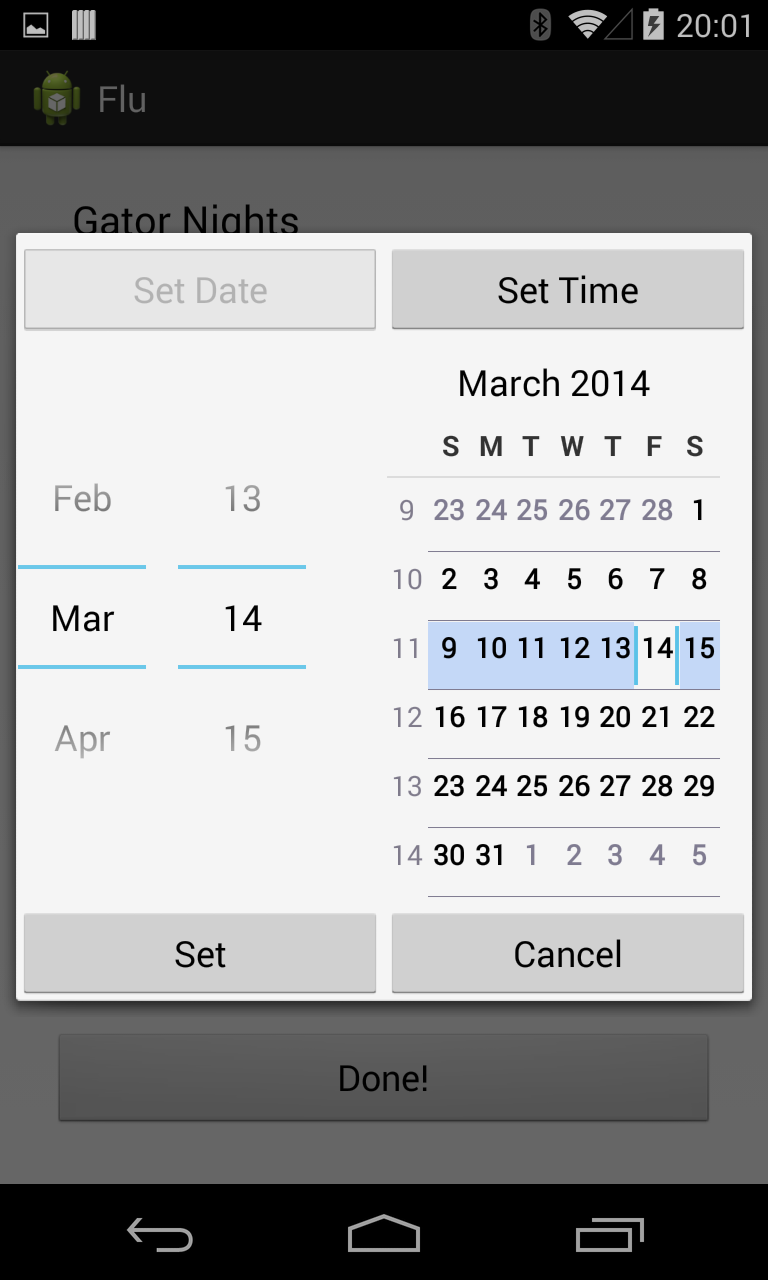 20:01
Flu
Gator Nights
Set Date Set Time
March 2014
S M T W T F S
Feb 13
9 23 24 25 26 27 28 1
10 2 3 4 5 6 7 8
Mar 14
11 9 10 11 12 13 14 15
12 16 17 18 19 20 21 22
Apr 15
13 23 24 25 26 27 28 29
14 30 31 1 2 3 4 5
Set Cancel
Done!